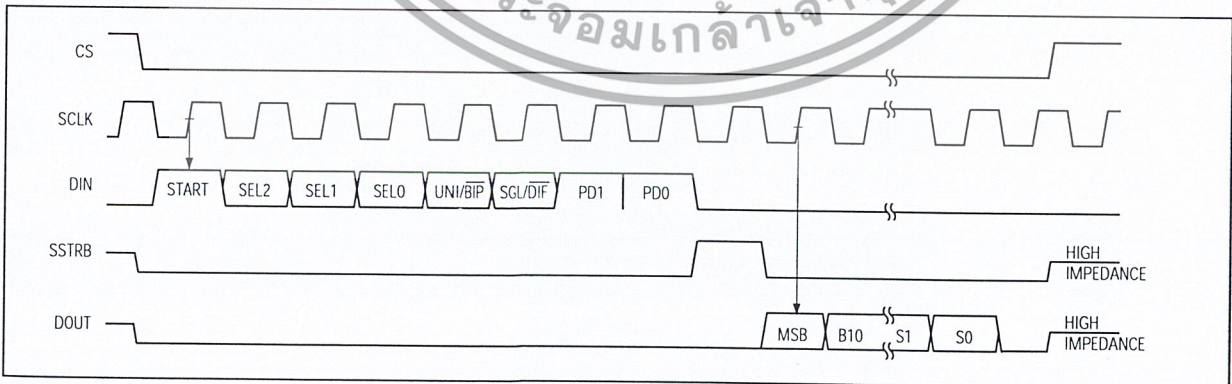 จอมเกล้าเจ้า
CS
SCLK
DIN START SEL2 SEL1 SEL0 UNI/BIP SGL/DIF PD1 PD0
SSTRB HIGH IMPEDANCE
DOUT MSB B10 S1 S0 HIGH IMPEDANCE